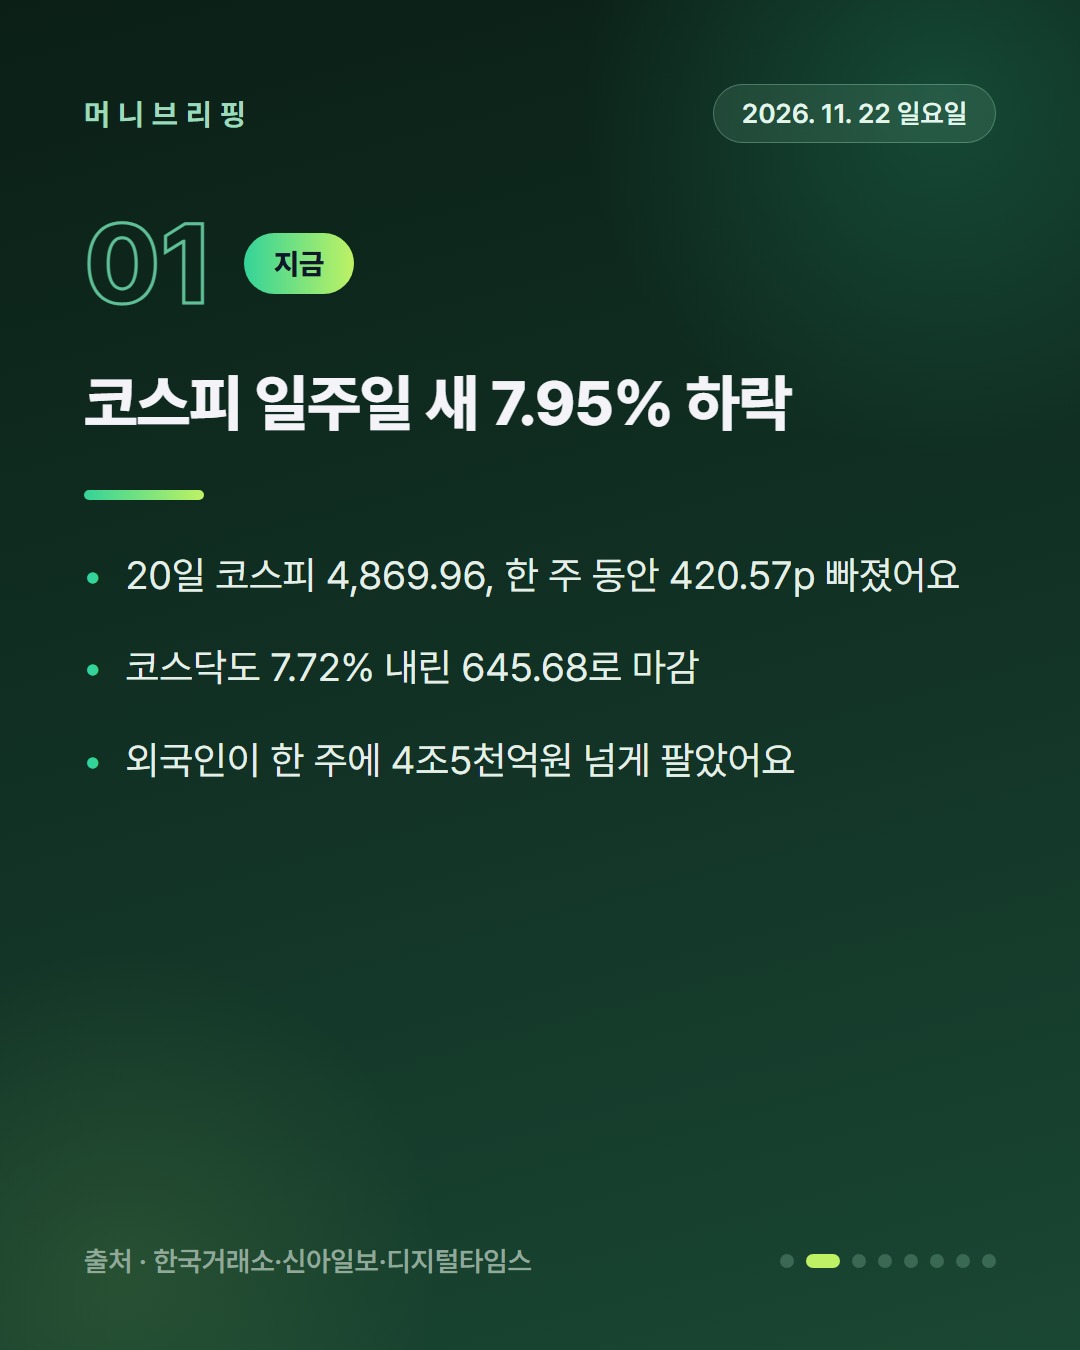 머니브리핑
2026. 11. 22 일요일
01
지금
코스피 일주일 새 7.95% 하락
• 20일 코스피 4,869.96, 한 주 동안 420.57p 빠졌어요
• 코스닥도 7.72% 내린 645.68로 마감
• 외국인이 한 주에 4조5천억원 넘게 팔았어요
출처 · 한국거래소·신아일보·디지털타임스